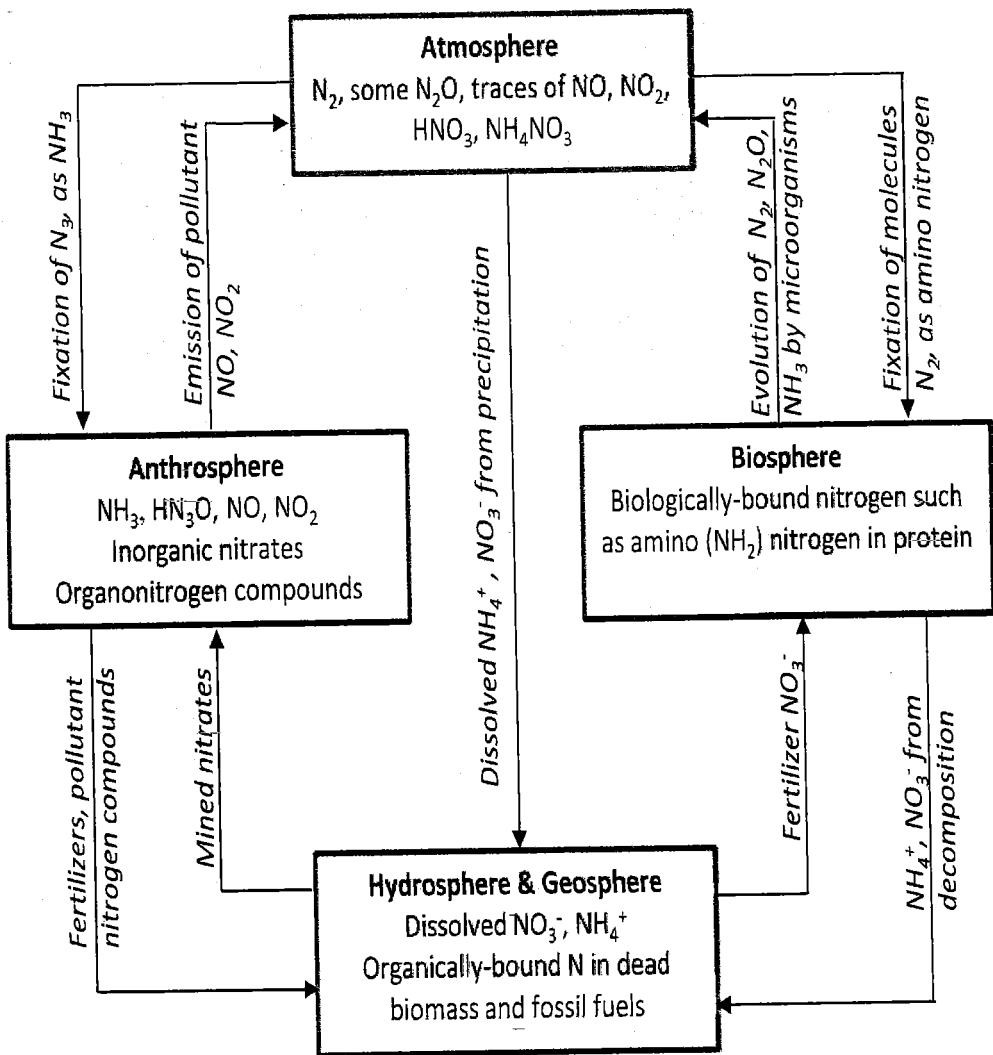 Atmosphere
N₂, some N₂O, traces of NO, NO₂,
HNO₃, NH₄NO₃
Fixation of N₃, as NH₃
Emission of pollutant
NO, NO₂
Dissolved NH₄⁺, NO₃⁻ from precipitation
Evolution of N₂, N₂O,
NH₃ by microorganisms
Fixation of molecules
N₂, as amino nitrogen
Anthrosphere
NH₃, HN₃O, NO, NO₂
Inorganic nitrates
Organonitrogen compounds
Biosphere
Biologically-bound nitrogen such
as amino (NH₂) nitrogen in protein
Fertilizers, pollutant
nitrogen compounds
Mined nitrates
Fertilizer NO₃⁻
NH₄⁺, NO₃⁻ from
decomposition
Hydrosphere & Geosphere
Dissolved NO₃⁻, NH₄⁺
Organically-bound N in dead
biomass and fossil fuels